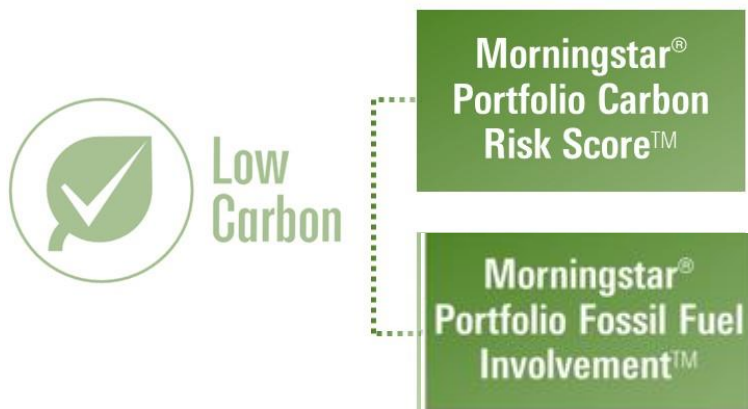 Low
Carbon
Morningstar®
Portfolio Carbon
Risk Score™
Morningstar®
Portfolio Fossil Fuel
Involvement™